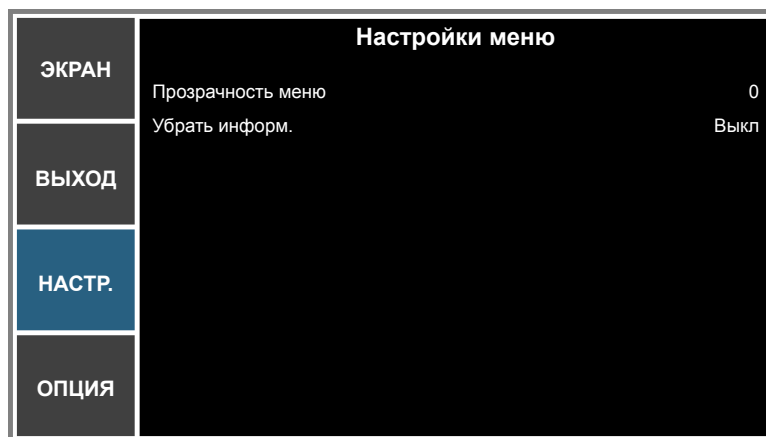 ЭКРАН
ВЫХОД
НАСТР.
ОПЦИЯ
Настройки меню
Прозрачность меню 0
Убрать информ. Выкл